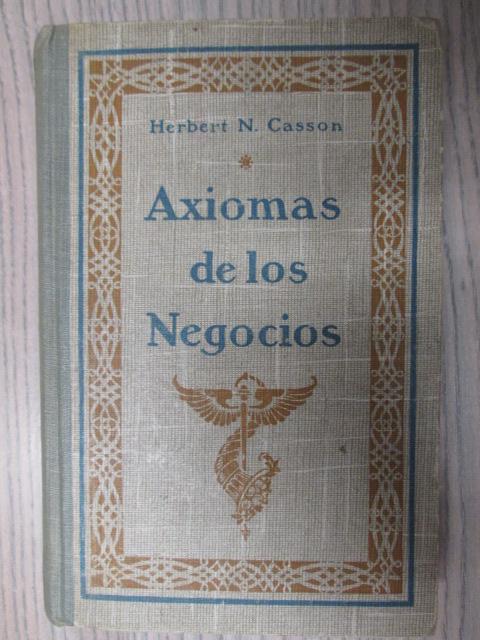 Herbert N. Casson
Axiomas
de los
Negocios